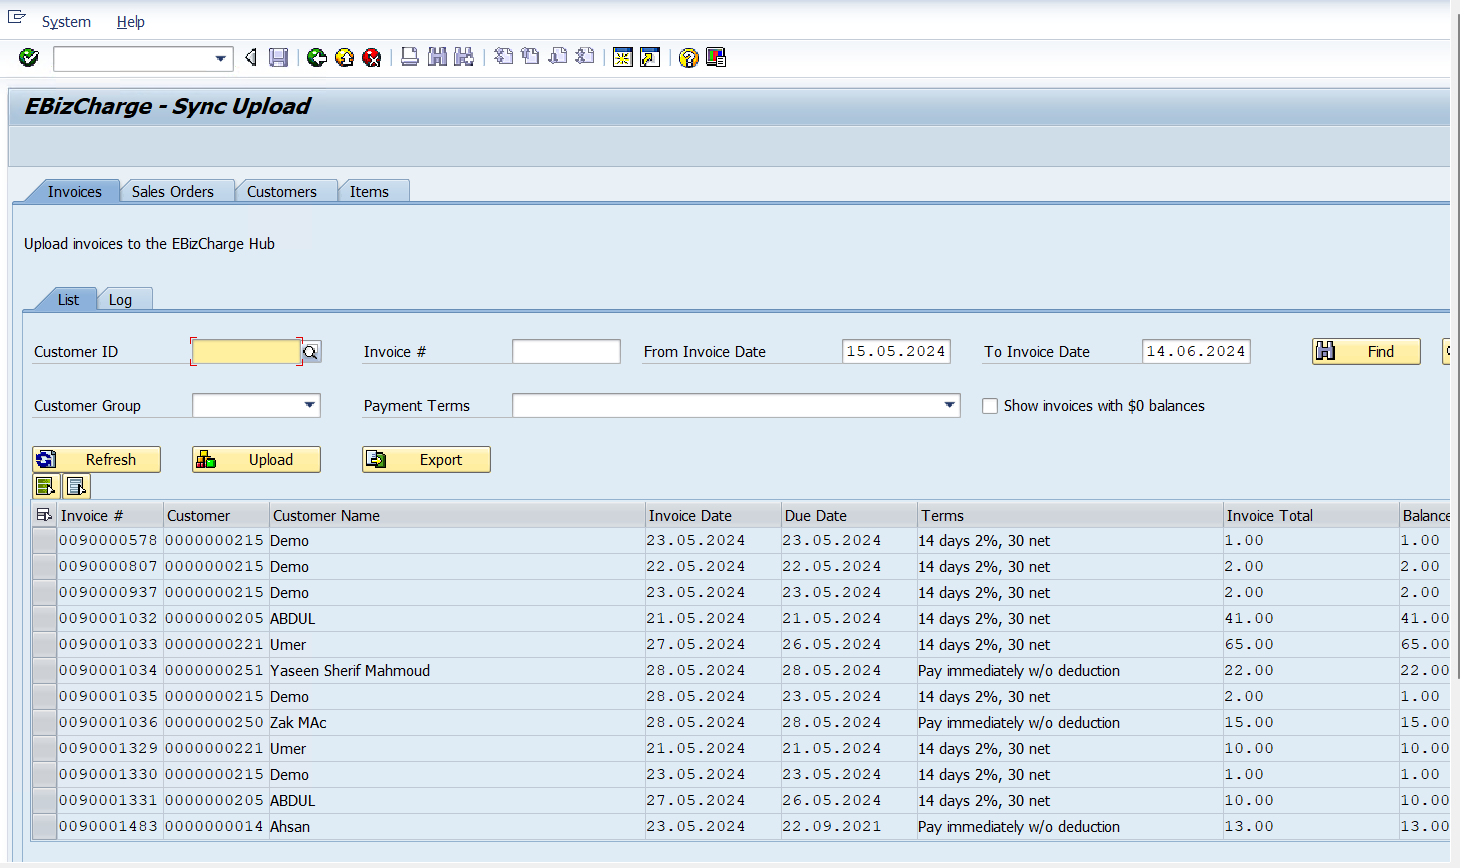 System Help
EBizCharge - Sync Upload
Invoices Sales Orders Customers Items
Upload invoices to the EBizCharge Hub
List Log
Customer ID Invoice # From Invoice Date 15.05.2024 To Invoice Date 14.06.2024 Find
Customer Group Payment Terms Show invoices with $0 balances
Refresh Upload Export
Invoice # Customer Customer Name Invoice Date Due Date Terms Invoice Total Balance
0090000578 0000000215 Demo 23.05.2024 23.05.2024 14 days 2%, 30 net 1.00 1.00
0090000807 0000000215 Demo 22.05.2024 22.05.2024 14 days 2%, 30 net 2.00 2.00
0090000937 0000000215 Demo 23.05.2024 23.05.2024 14 days 2%, 30 net 2.00 2.00
0090001032 0000000205 ABDUL 21.05.2024 21.05.2024 14 days 2%, 30 net 41.00 41.00
0090001033 0000000221 Umer 27.05.2024 26.05.2024 14 days 2%, 30 net 65.00 65.00
0090001034 0000000251 Yaseen Sherif Mahmoud 28.05.2024 28.05.2024 Pay immediately w/o deduction 22.00 22.00
0090001035 0000000215 Demo 28.05.2024 23.05.2024 14 days 2%, 30 net 2.00 1.00
0090001036 0000000250 Zak MAc 28.05.2024 28.05.2024 Pay immediately w/o deduction 15.00 15.00
0090001329 0000000221 Umer 21.05.2024 21.05.2024 14 days 2%, 30 net 10.00 10.00
0090001330 0000000215 Demo 23.05.2024 23.05.2024 14 days 2%, 30 net 1.00 1.00
0090001331 0000000205 ABDUL 27.05.2024 26.05.2024 14 days 2%, 30 net 10.00 10.00
0090001483 0000000014 Ahsan 23.05.2024 22.09.2021 Pay immediately w/o deduction 13.00 13.00